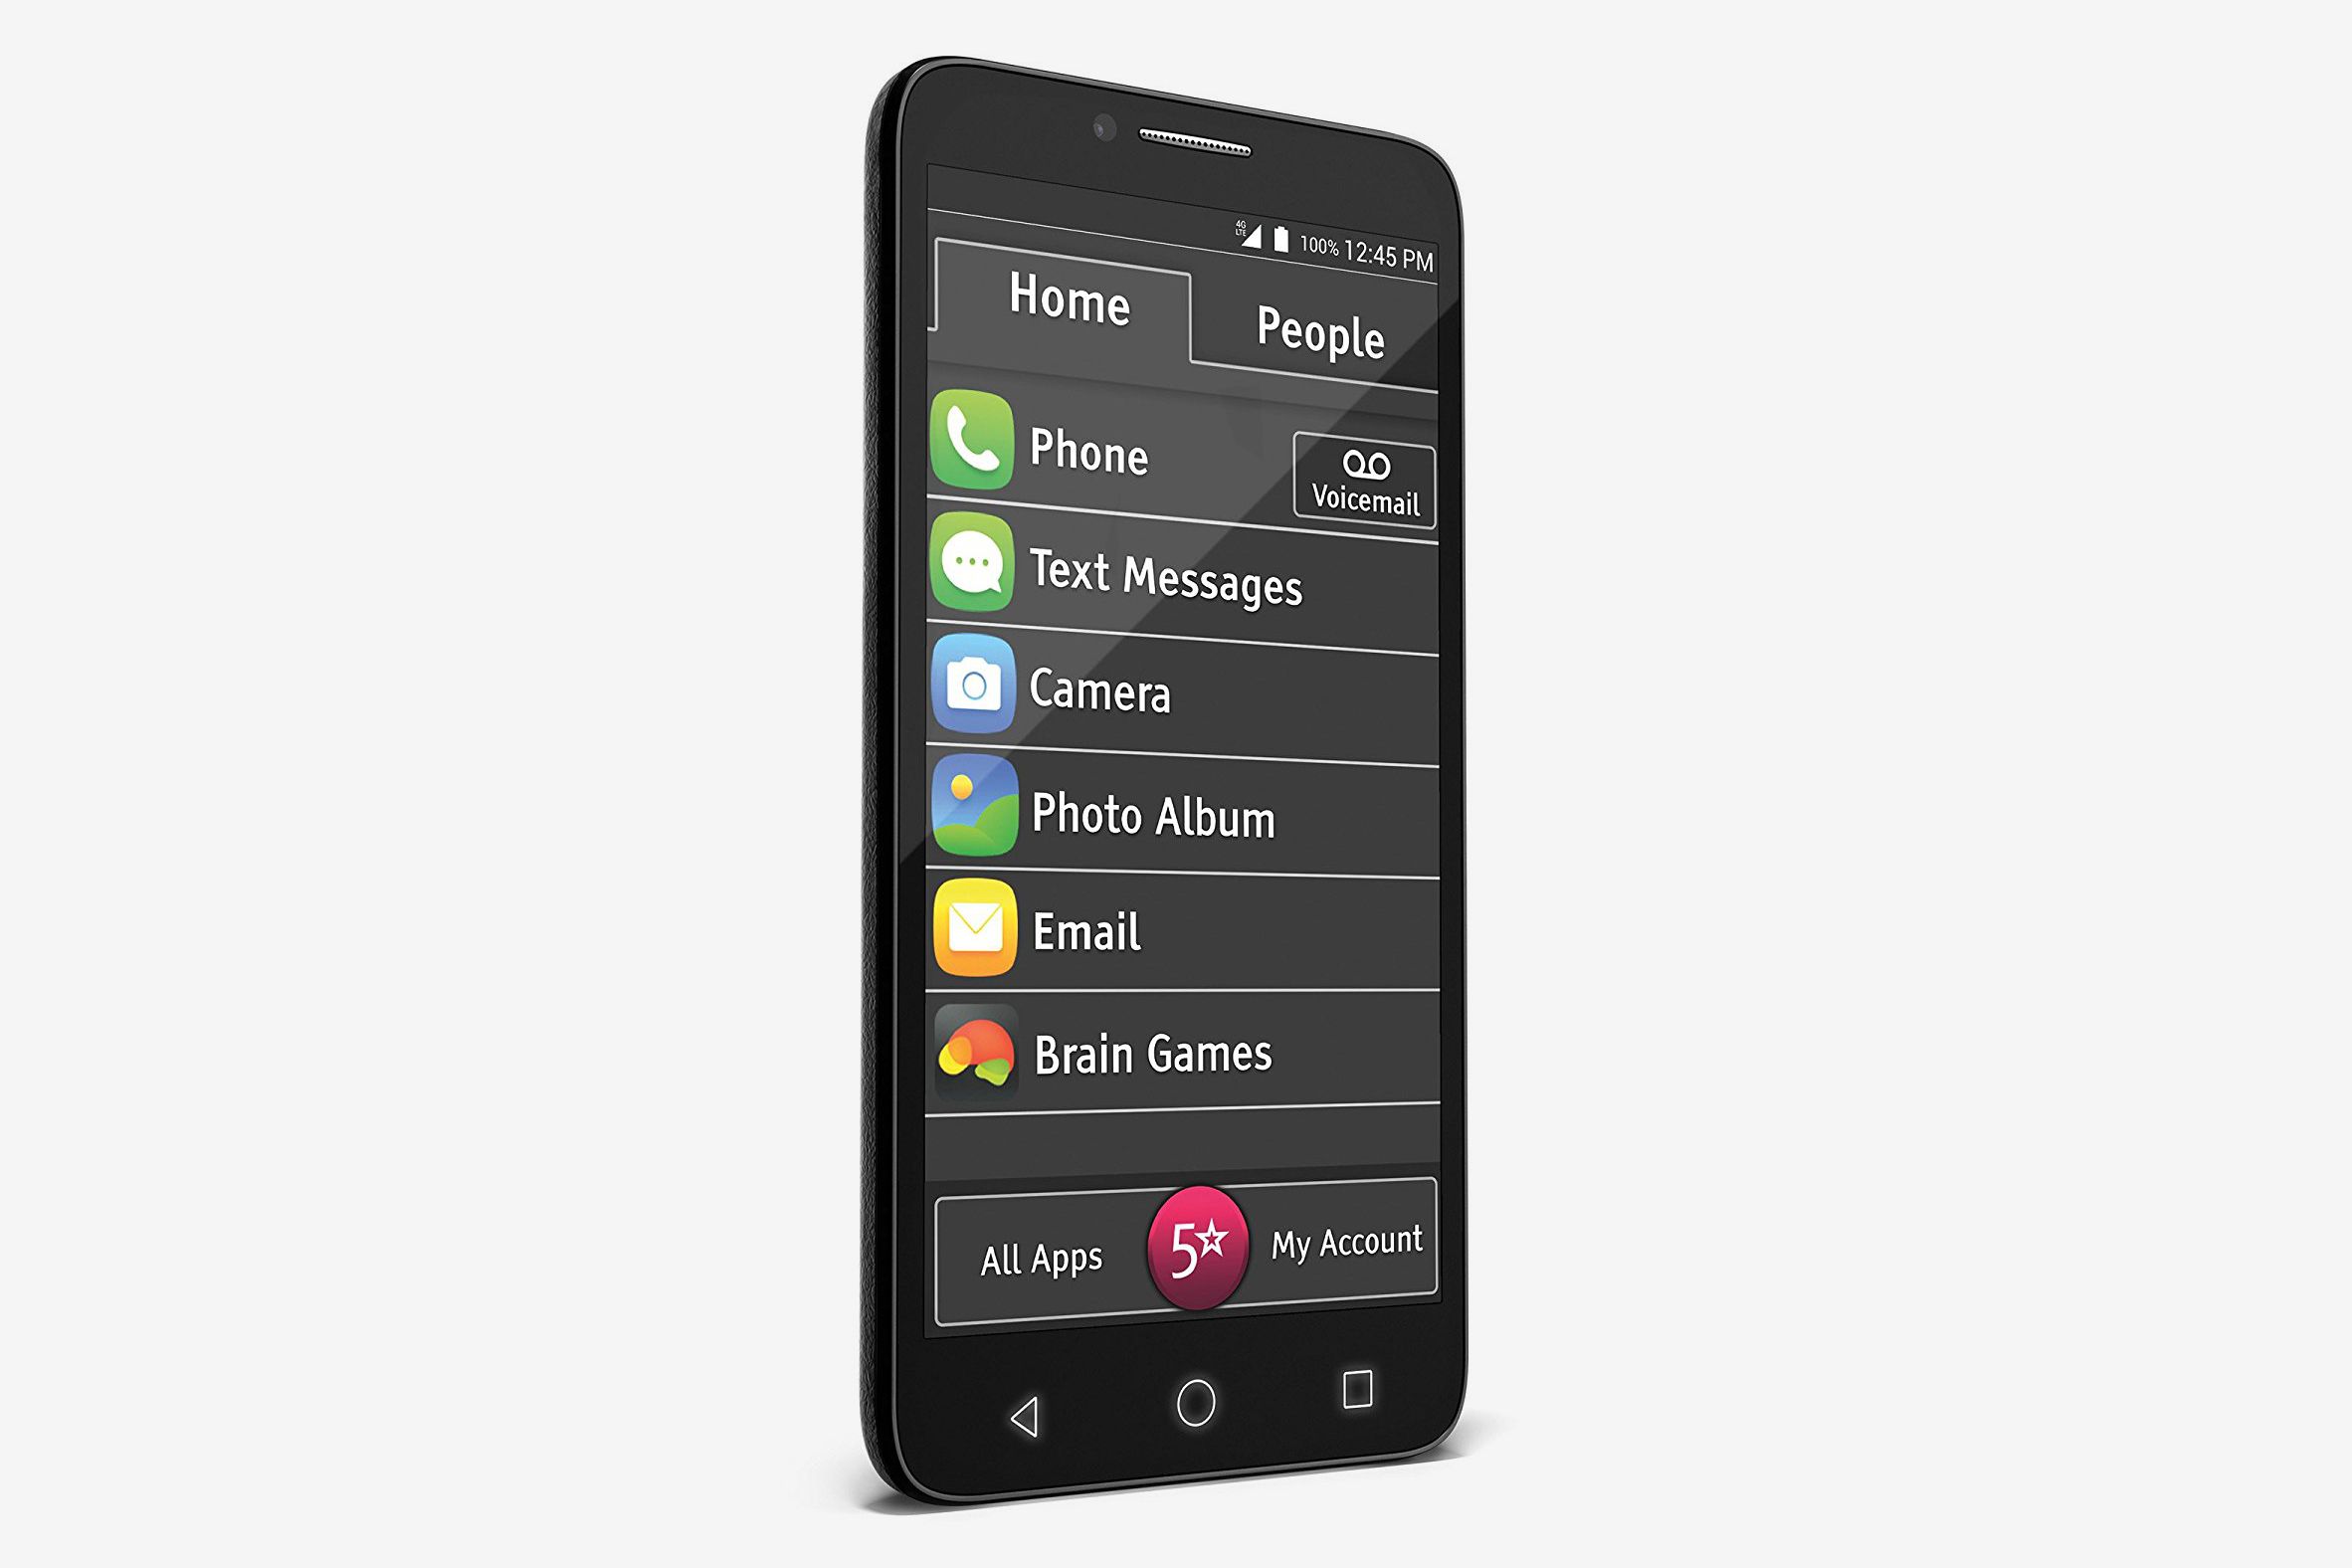 4G
LTE
100% 12:45 PM
Home
People
Phone
Voicemail
Text Messages
Camera
Photo Album
Email
Brain Games
All Apps
5☆
My Account